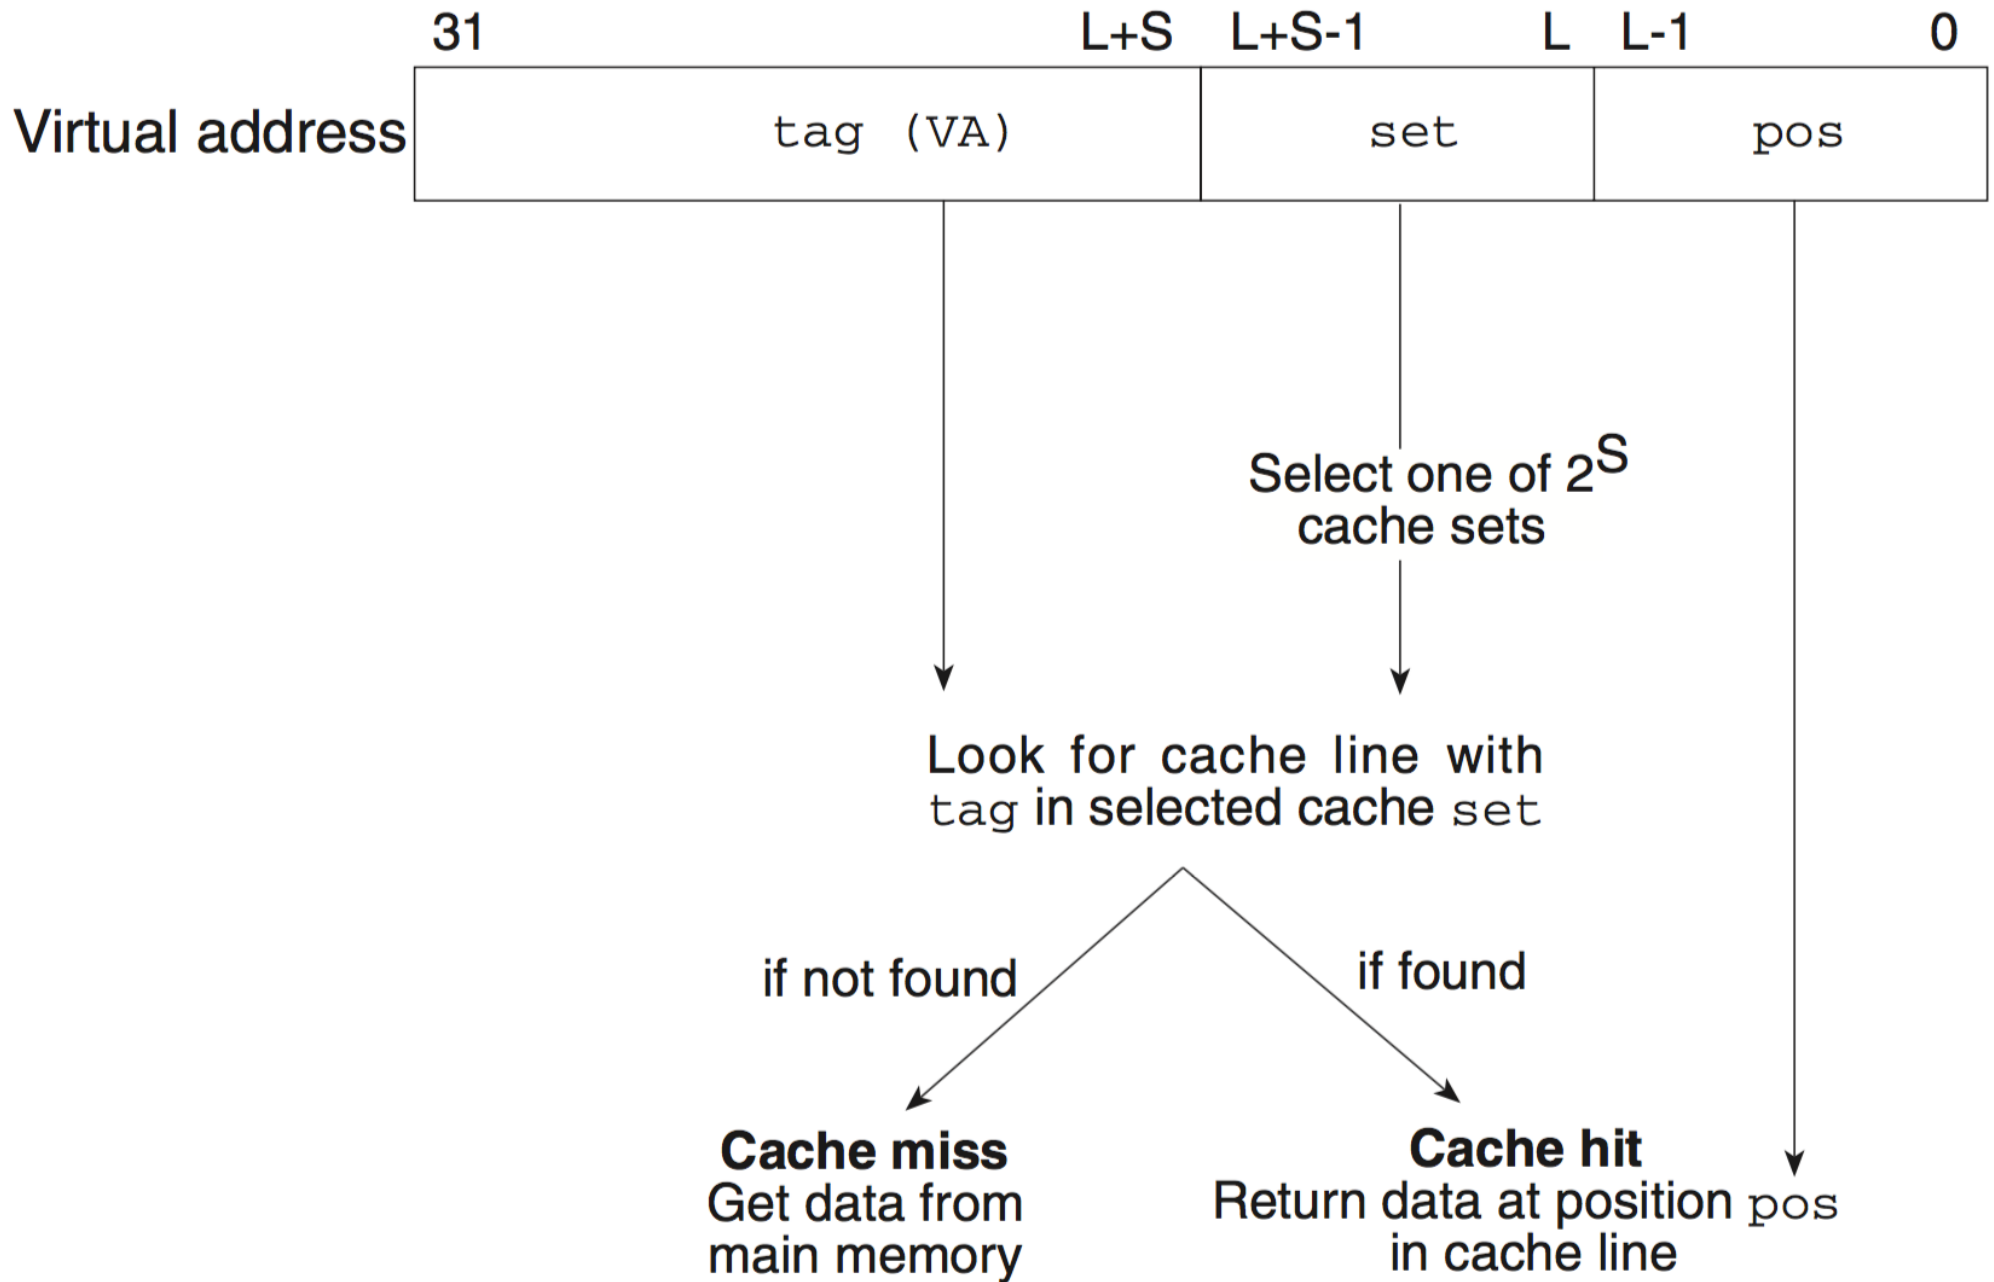 31 L+S L+S-1 L L-1 0
Virtual address tag (VA) set pos
Select one of 2^S
cache sets
Look for cache line with
tag in selected cache set
if not found
if found
Cache miss
Get data from
main memory
Cache hit
Return data at position pos
in cache line